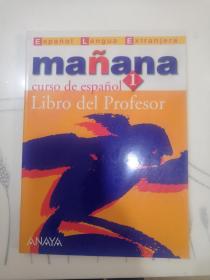 Español Lengua Extranjera
mañana
curso de español 1
Libro del Profesor
ANAYA